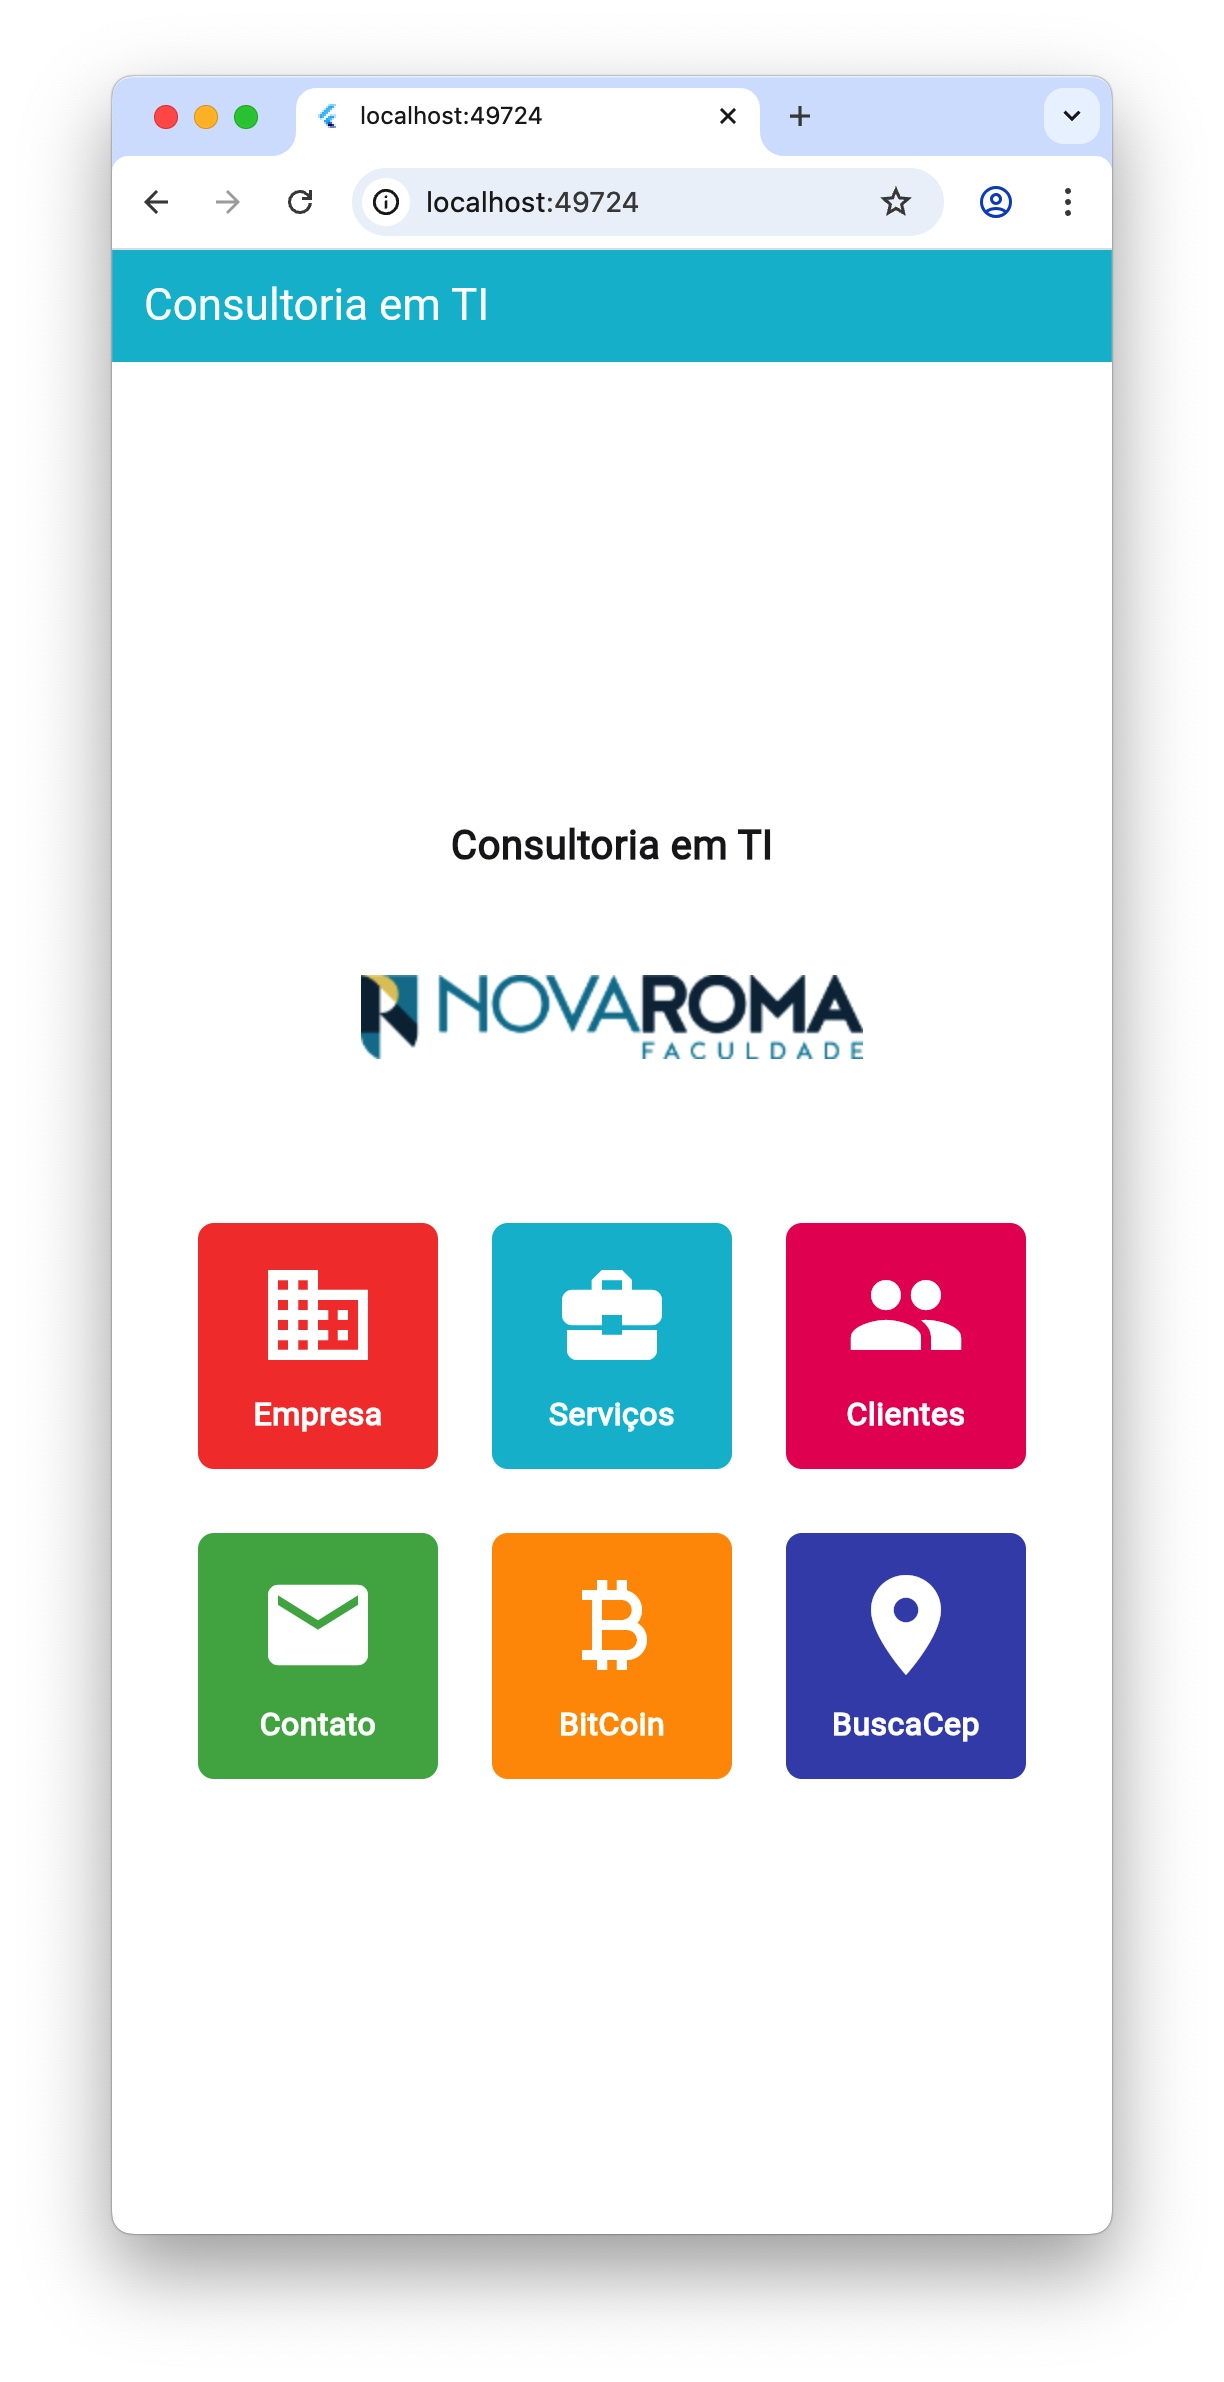 localhost:49724
localhost:49724
Consultoria em TI
Consultoria em TI
NOVAROMA
FACULDADE
Empresa
Serviços
Clientes
Contato
BitCoin
BuscaCep